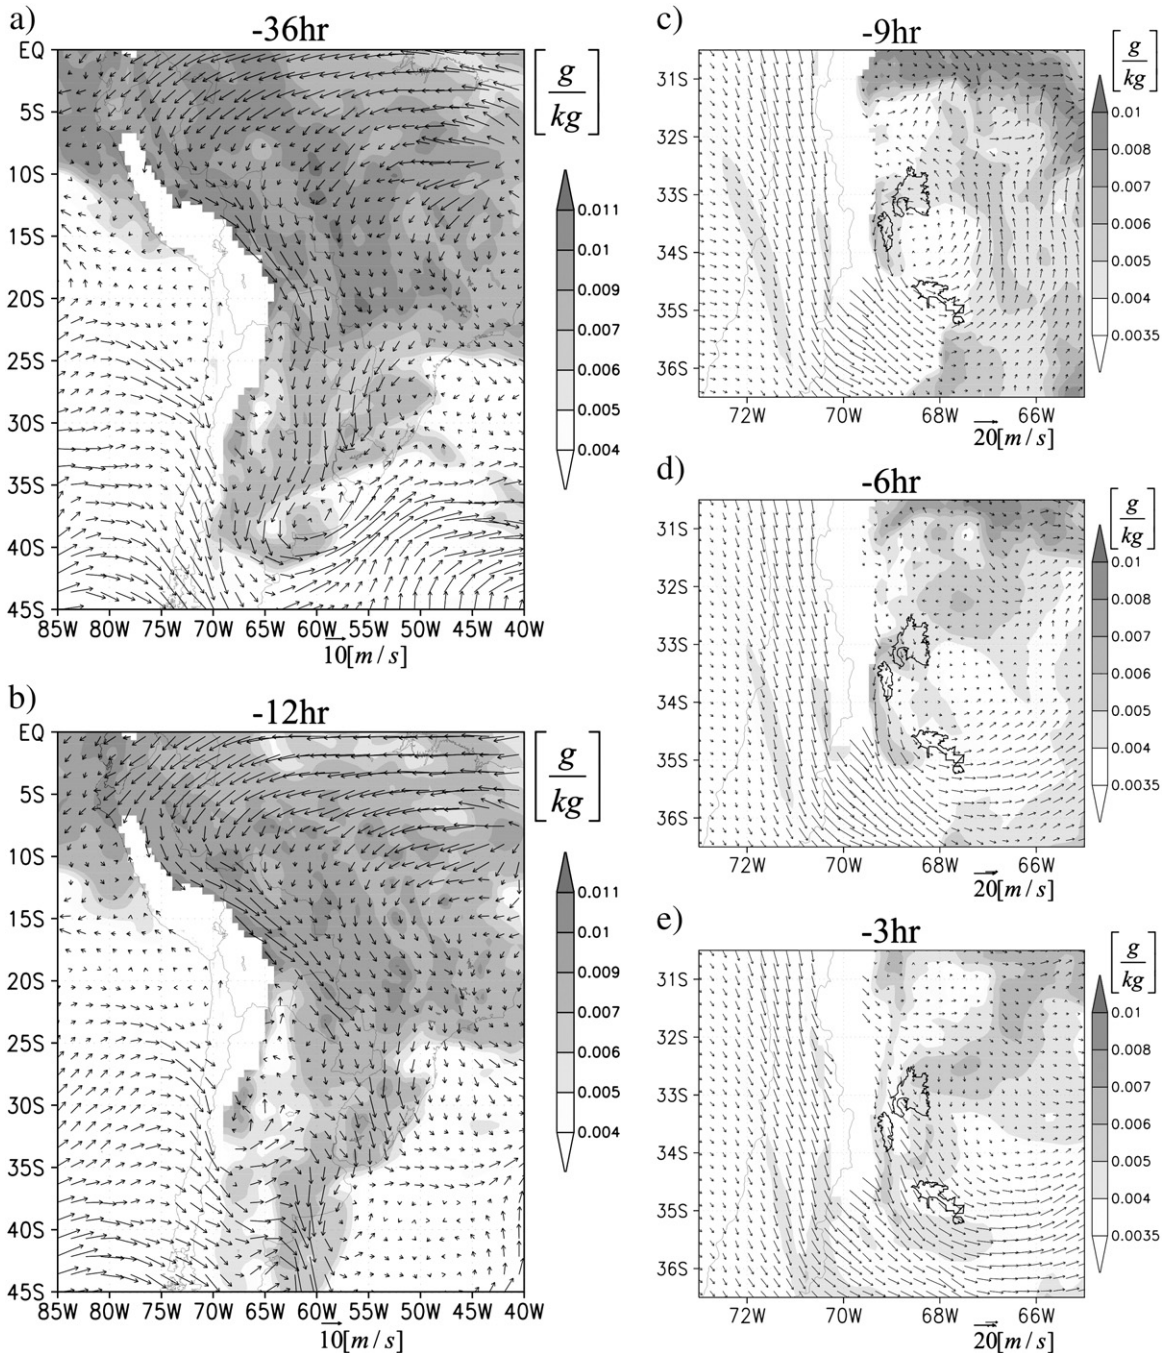 a)
-36hr
EQ
5S
10S
15S
20S
25S
30S
35S
40S
45S
85W 80W 75W 70W 65W 60W 55W 50W 45W 40W
10[m/s]
[g/kg]
0.011
0.01
0.009
0.007
0.006
0.005
0.004
b)
-12hr
EQ
5S
10S
15S
20S
25S
30S
35S
40S
45S
85W 80W 75W 70W 65W 60W 55W 50W 45W 40W
10[m/s]
[g/kg]
0.011
0.01
0.009
0.007
0.006
0.005
0.004
c)
-9hr
31S
32S
33S
34S
35S
36S
72W 70W 68W 66W
20[m/s]
[g/kg]
0.01
0.008
0.007
0.006
0.005
0.004
0.0035
d)
-6hr
31S
32S
33S
34S
35S
36S
72W 70W 68W 66W
20[m/s]
[g/kg]
0.01
0.008
0.007
0.006
0.005
0.004
0.0035
e)
-3hr
31S
32S
33S
34S
35S
36S
72W 70W 68W 66W
20[m/s]
[g/kg]
0.01
0.008
0.007
0.006
0.005
0.004
0.0035